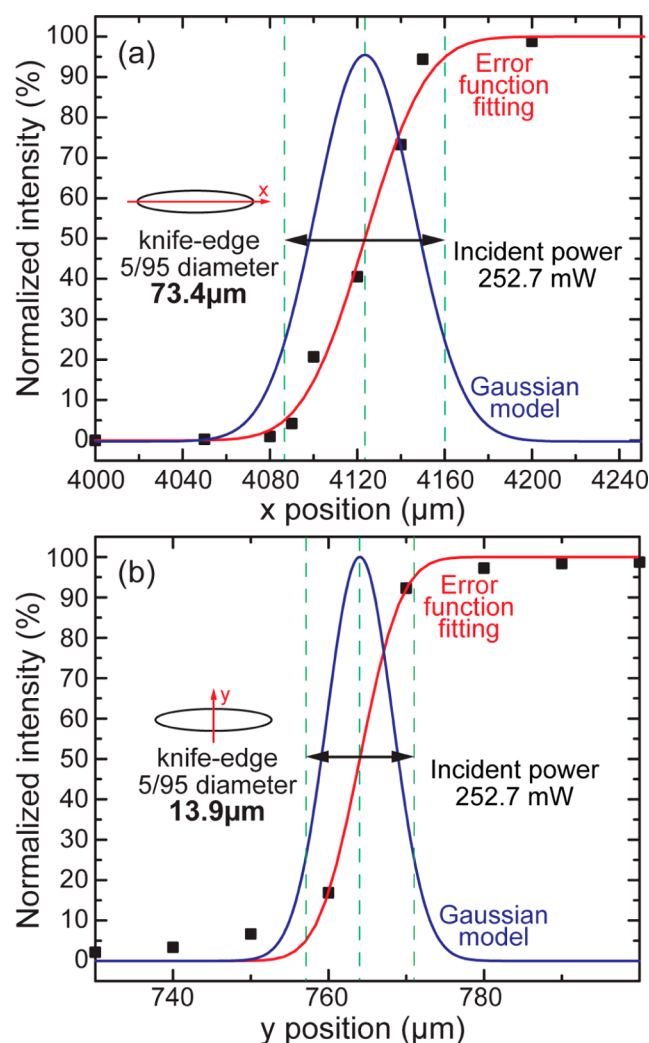 (a)
Normalized intensity (%)
100
90
80
70
60
50
40
30
20
10
0
Error
function
fitting
x
knife-edge
5/95 diameter
73.4μm
Incident power
252.7 mW
Gaussian
model
4000
4040
4080
4120
4160
4200
4240
x position (μm)
(b)
Normalized intensity (%)
100
90
80
70
60
50
40
30
20
10
0
Error
function
fitting
y
knife-edge
5/95 diameter
13.9μm
Incident power
252.7 mW
Gaussian
model
740
760
780
y position (μm)